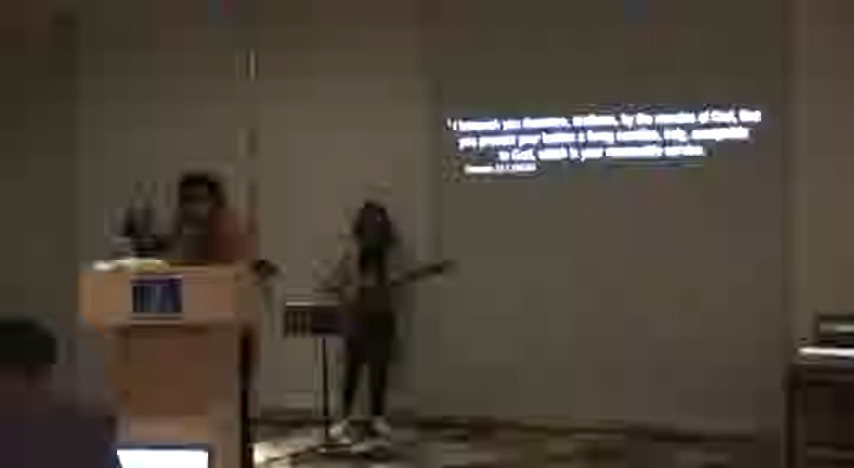 I beseech you therefore, brethren, by the mercies of God, that
you present your bodies a living sacrifice, holy, acceptable
to God, which is your reasonable service.